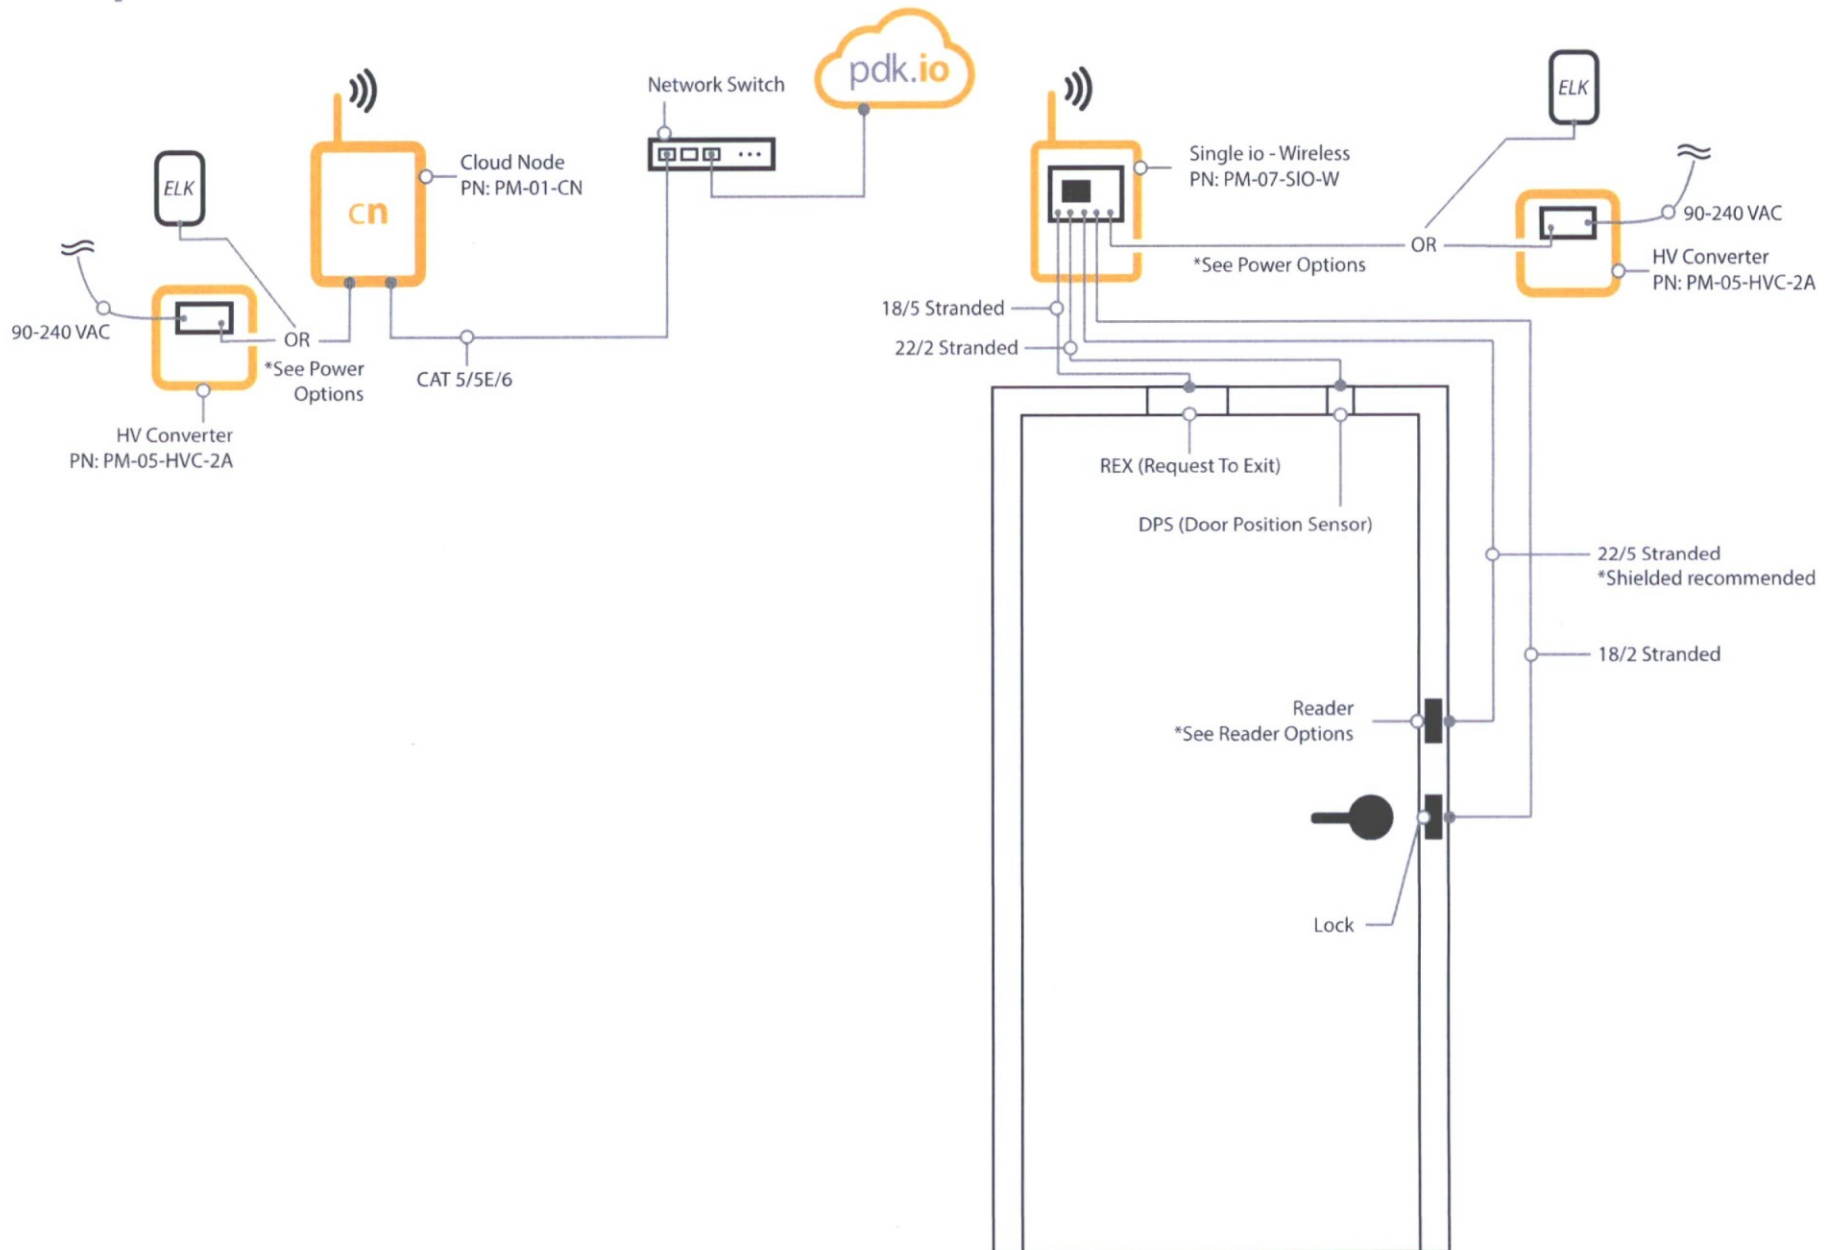 pdk.io
Network Switch
ELK
Single io - Wireless
PN: PM-07-SIO-W
Cloud Node
PN: PM-01-CN
ELK
cn
90-240 VAC
OR
*See Power Options
HV Converter
PN: PM-05-HVC-2A
18/5 Stranded
90-240 VAC
OR
22/2 Stranded
*See Power
Options
CAT 5/5E/6
HV Converter
PN: PM-05-HVC-2A
REX (Request To Exit)
DPS (Door Position Sensor)
22/5 Stranded
*Shielded recommended
18/2 Stranded
Reader
*See Reader Options
Lock